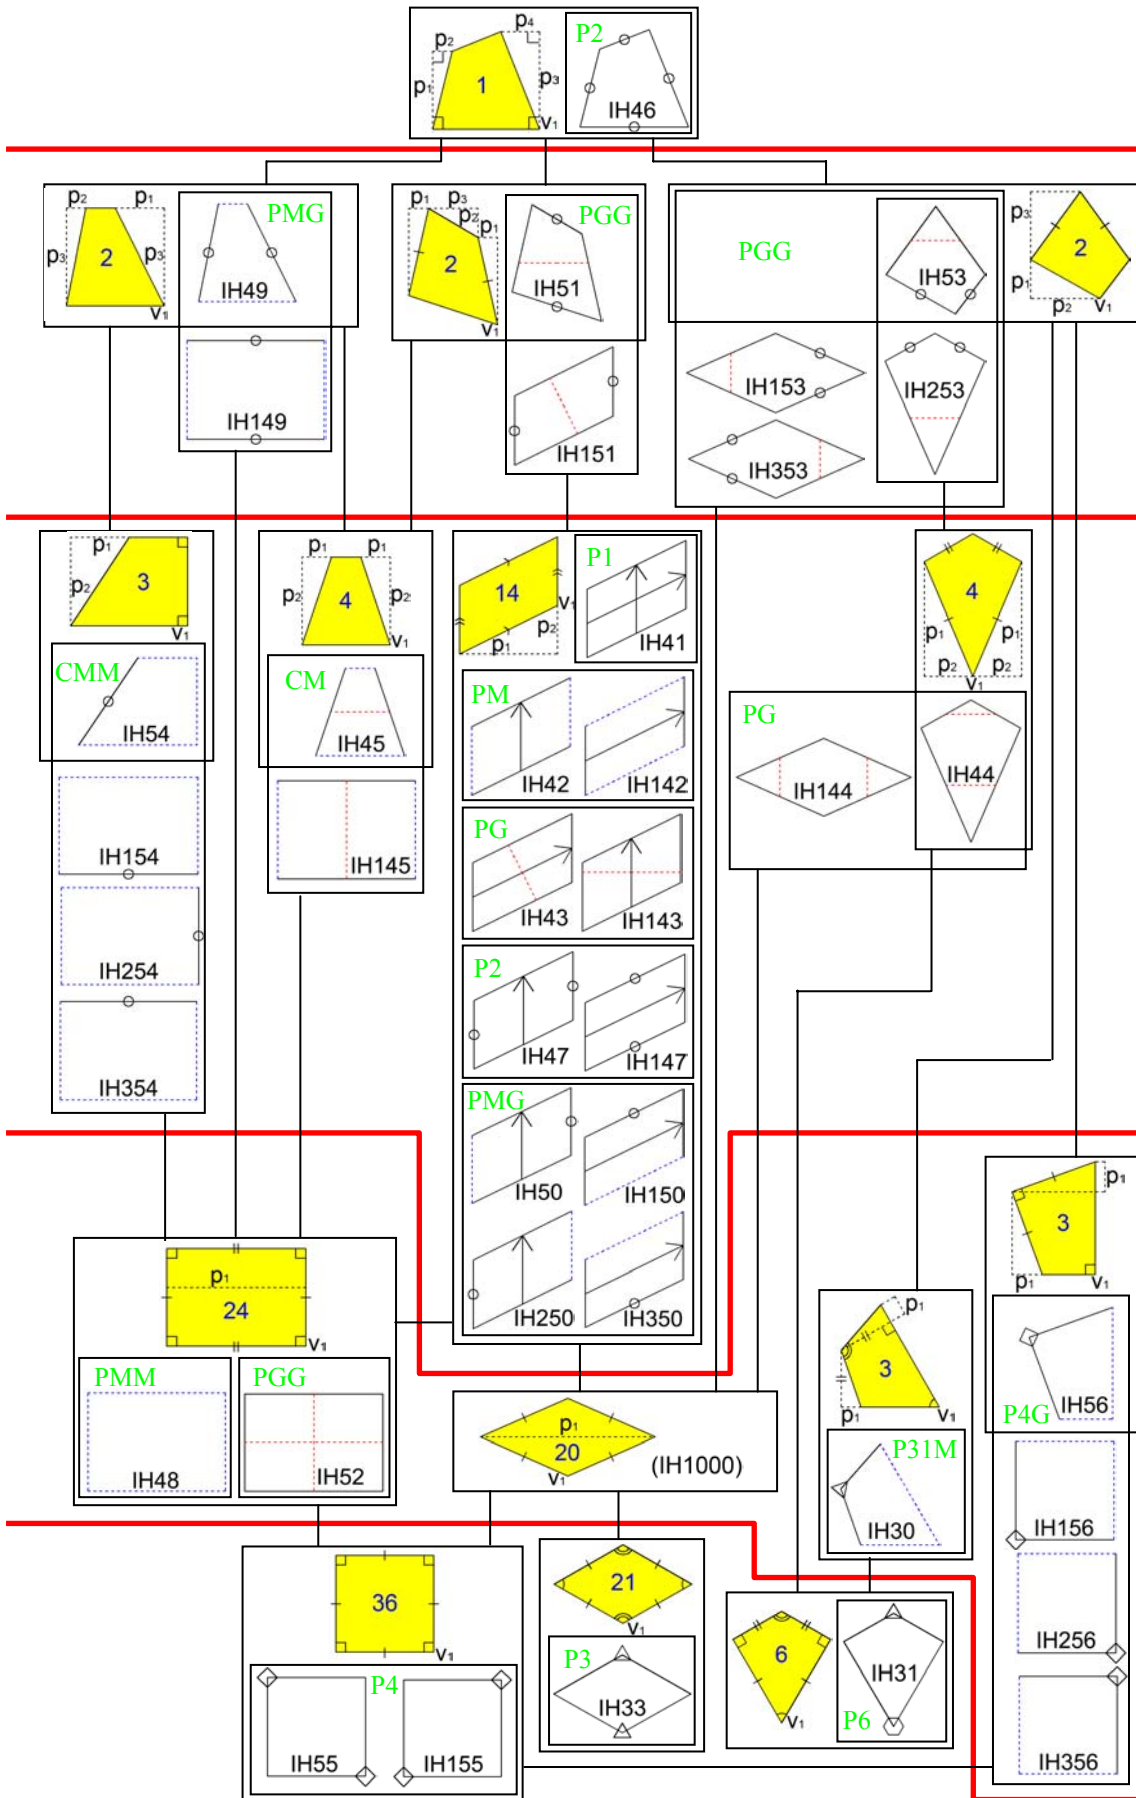 p₄
p₂
P2
p₁
1
p₃
v₁
IH46
p₂ p₁
PMG
p₃
2
p₃
v₁
IH49
IH149
p₁ p₃
p₂ p₁
2
v₁
PGG
IH51
IH151
PGG
IH53
p₃
2
p₁
p₂ v₁
IH153
IH253
IH353
p₁
p₂
3
v₁
CMM
IH54
IH154
IH254
IH354
p₁ p₁
p₂ 4 p₂
v₁
CM
IH45
IH145
14
v₁
p₂
p₁
P1
IH41
PM
IH42
IH142
PG
IH43
IH143
P2
IH47
IH147
PMG
IH50
IH150
IH250
IH350
4
p₁ p₁
p₂ p₂
v₁
PG
IH144
IH44
p₁
24
v₁
PMM
IH48
PGG
IH52
p₁
20
v₁
(IH1000)
p₁
3
p₁ v₁
P31M
IH30
p₁
3
p₁ v₁
IH56
P4G
IH156
IH256
IH356
36
v₁
P4
IH55
IH155
21
v₁
P3
IH33
6
v₁
IH31
P6